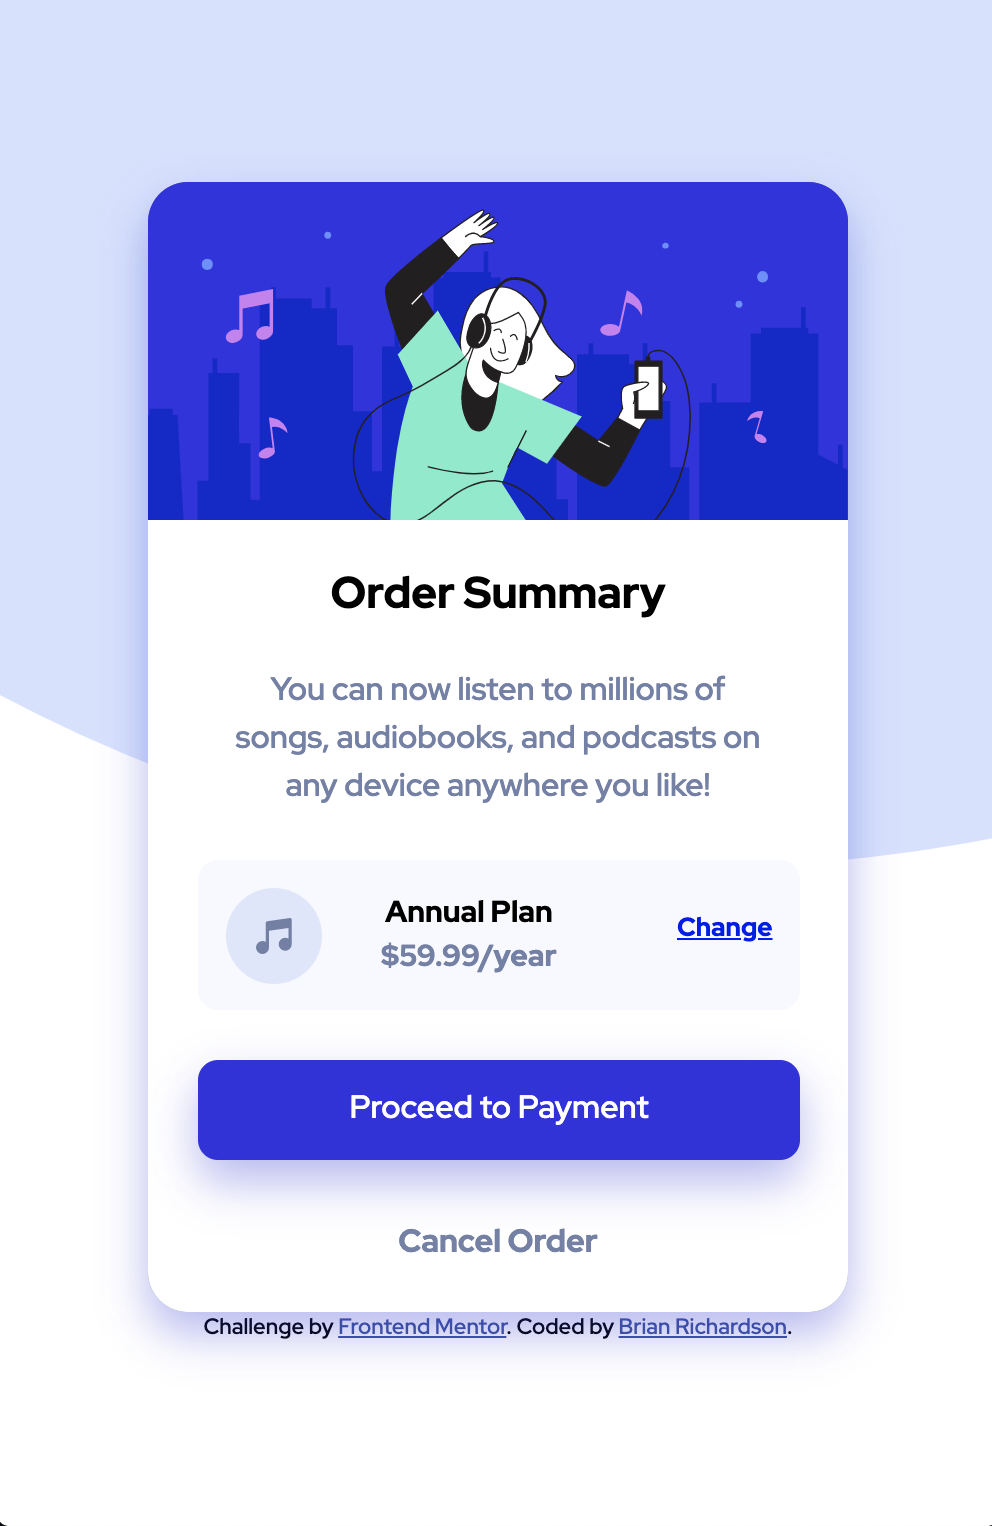 Order Summary
You can now listen to millions of
songs, audiobooks, and podcasts on
any device anywhere you like!
Annual Plan
$59.99/year
Change
Proceed to Payment
Cancel Order
Challenge by Frontend Mentor. Coded by Brian Richardson.